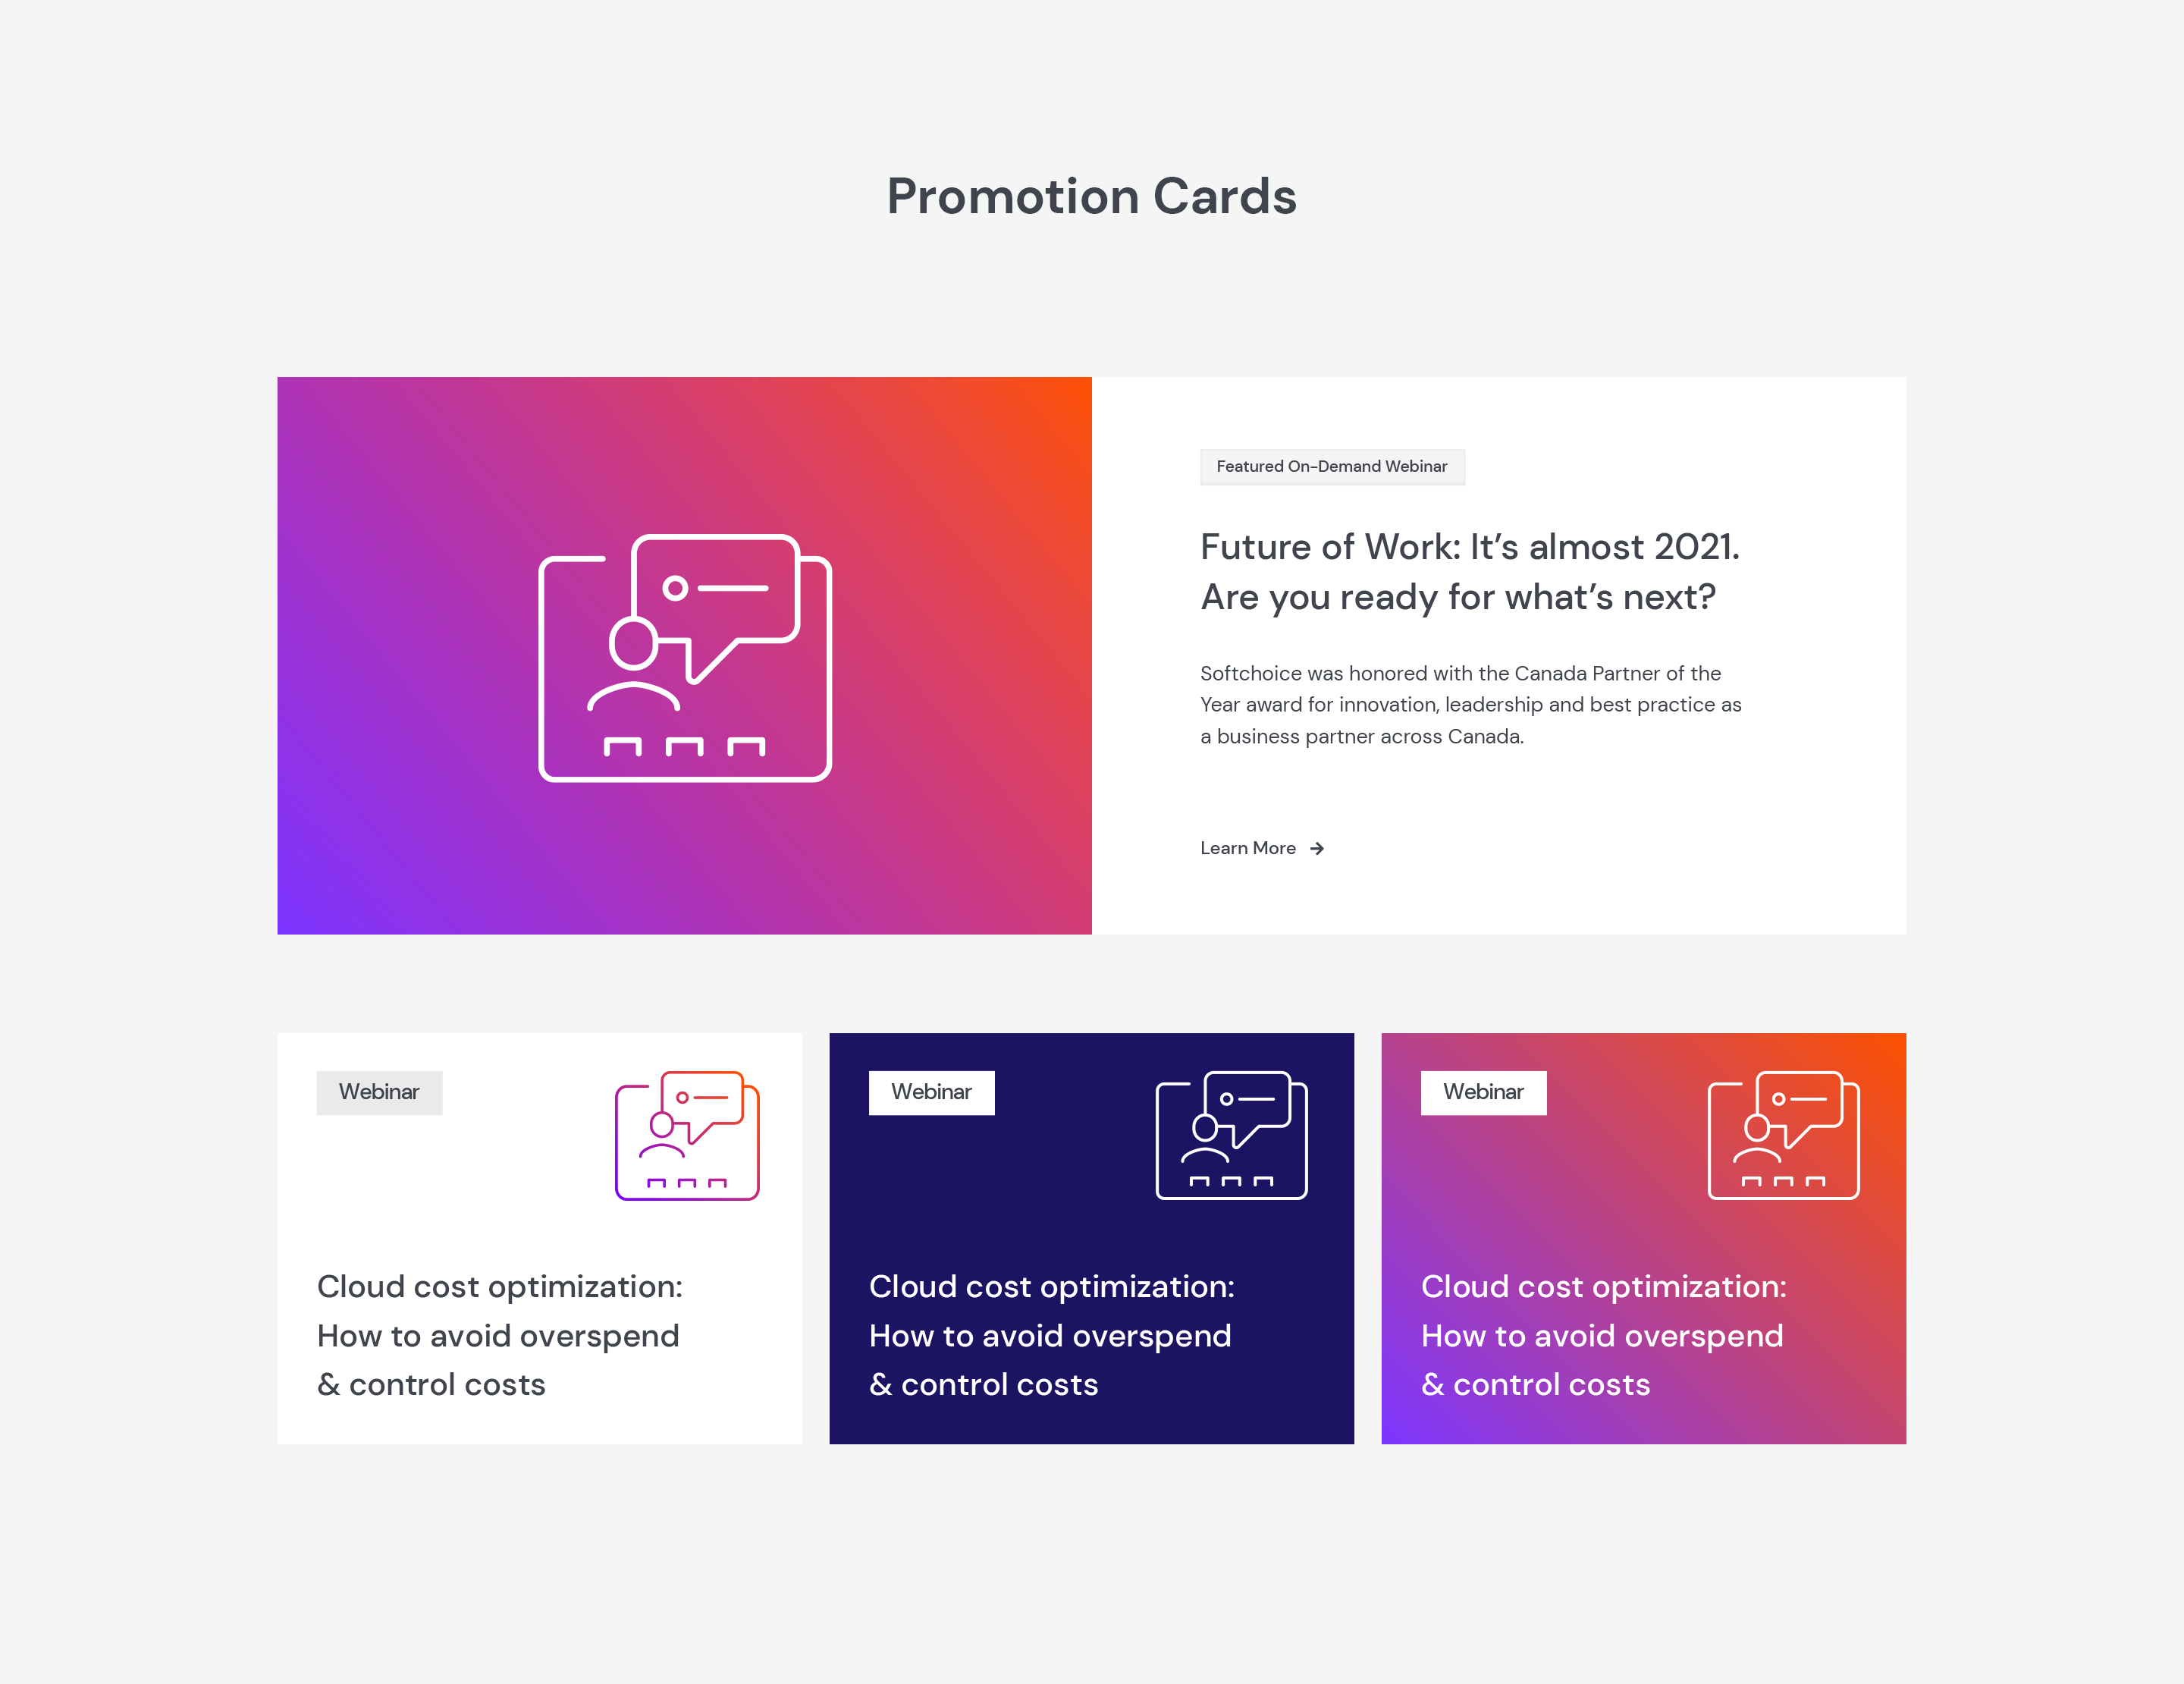 Promotion Cards
Featured On-Demand Webinar
Future of Work: It’s almost 2021.
Are you ready for what’s next?
Softchoice was honored with the Canada Partner of the
Year award for innovation, leadership and best practice as
a business partner across Canada.
Learn More
Webinar
Cloud cost optimization:
How to avoid overspend
& control costs
Webinar
Cloud cost optimization:
How to avoid overspend
& control costs
Webinar
Cloud cost optimization:
How to avoid overspend
& control costs